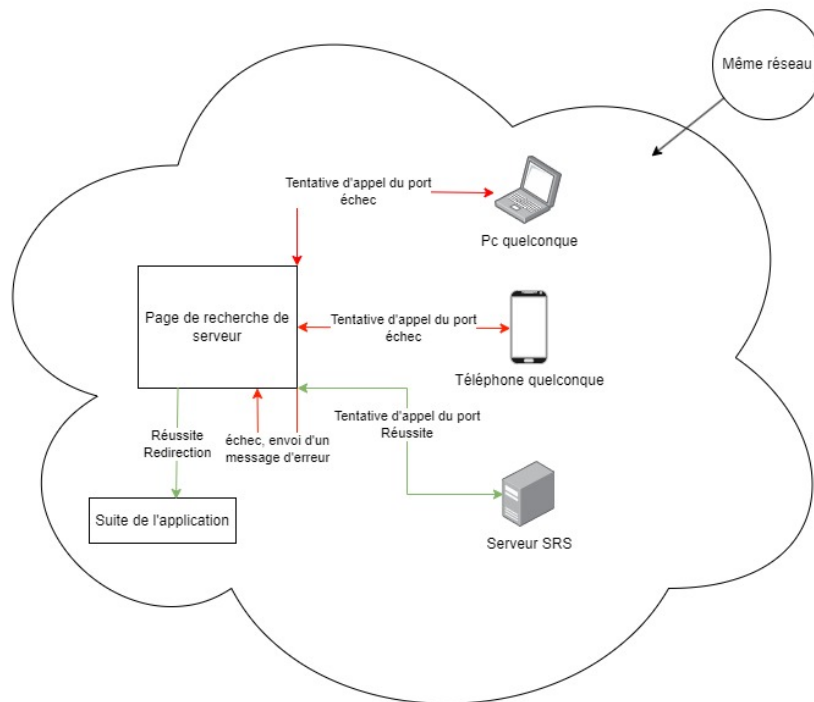 Même réseau
Tentative d'appel du port
échec
Pc quelconque
Page de recherche de
serveur
Tentative d'appel du port
échec
Téléphone quelconque
Tentative d'appel du port
Réussite
Réussite
Redirection
échec, envoi d'un
message d'erreur
Suite de l'application
Serveur SRS